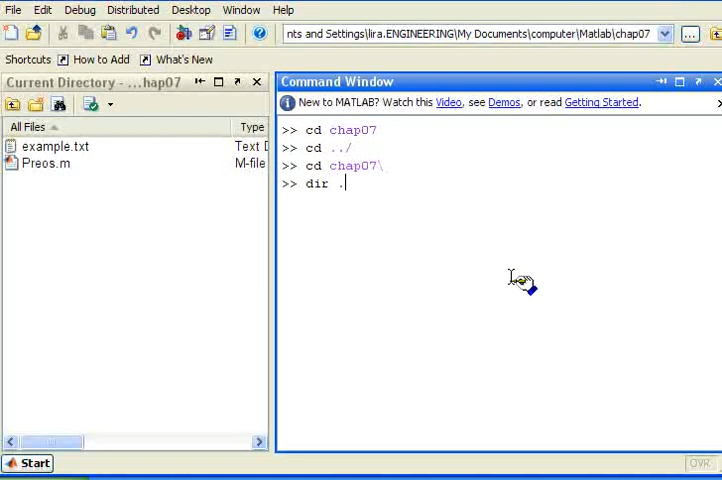 File Edit Debug Distributed Desktop Window Help
nts and Settings\lira.ENGINEERING\My Documents\computer\Matlab\chap07
...
Shortcuts How to Add What's New
Current Directory - ...hap07
All Files Type
example.txt Text D
Preos.m M-file
Command Window
New to MATLAB? Watch this Video, see Demos, or read Getting Started.
>> cd chap07
>> cd ../
>> cd chap07\
>> dir .
Start
OVR